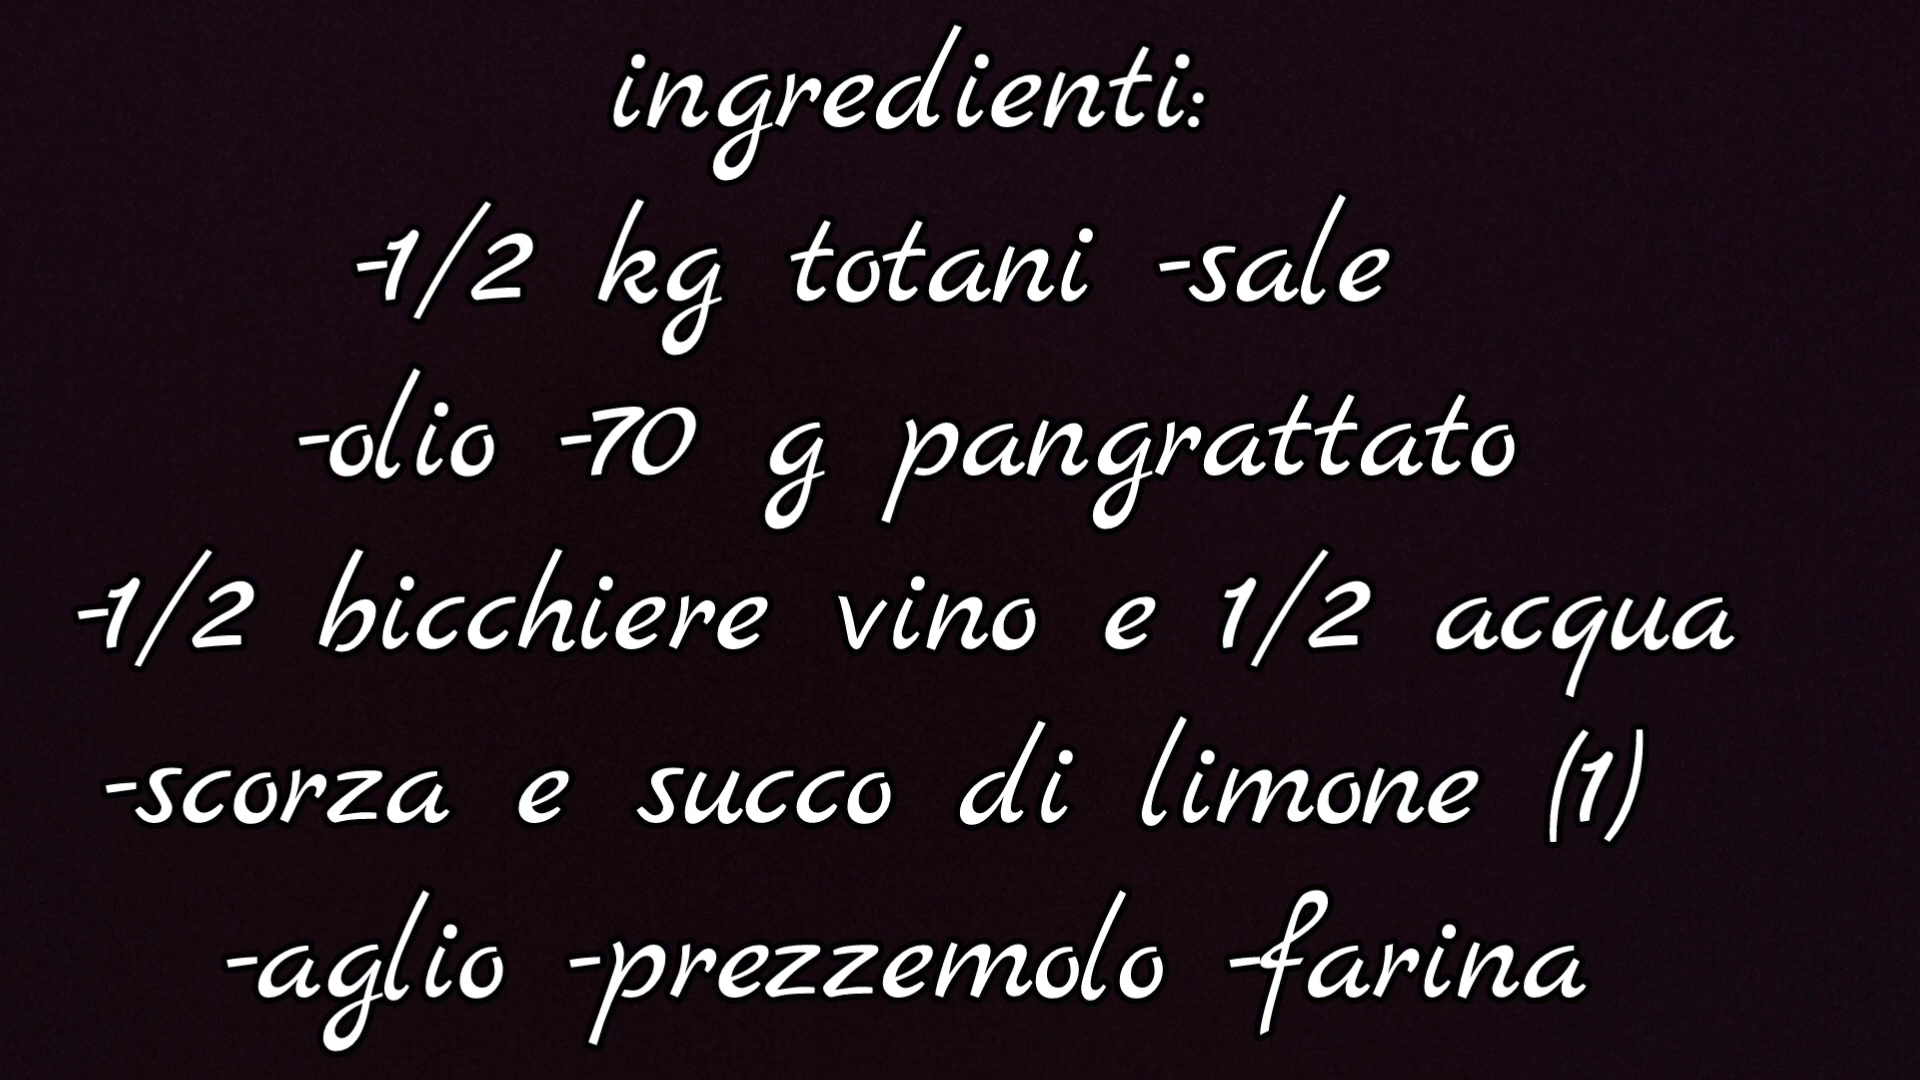 ingredienti:
-1/2 kg totani -sale
-olio -70 g pangrattato
-1/2 bicchiere vino e 1/2 acqua
-scorza e succo di limone (1)
-aglio -prezzemolo -farina